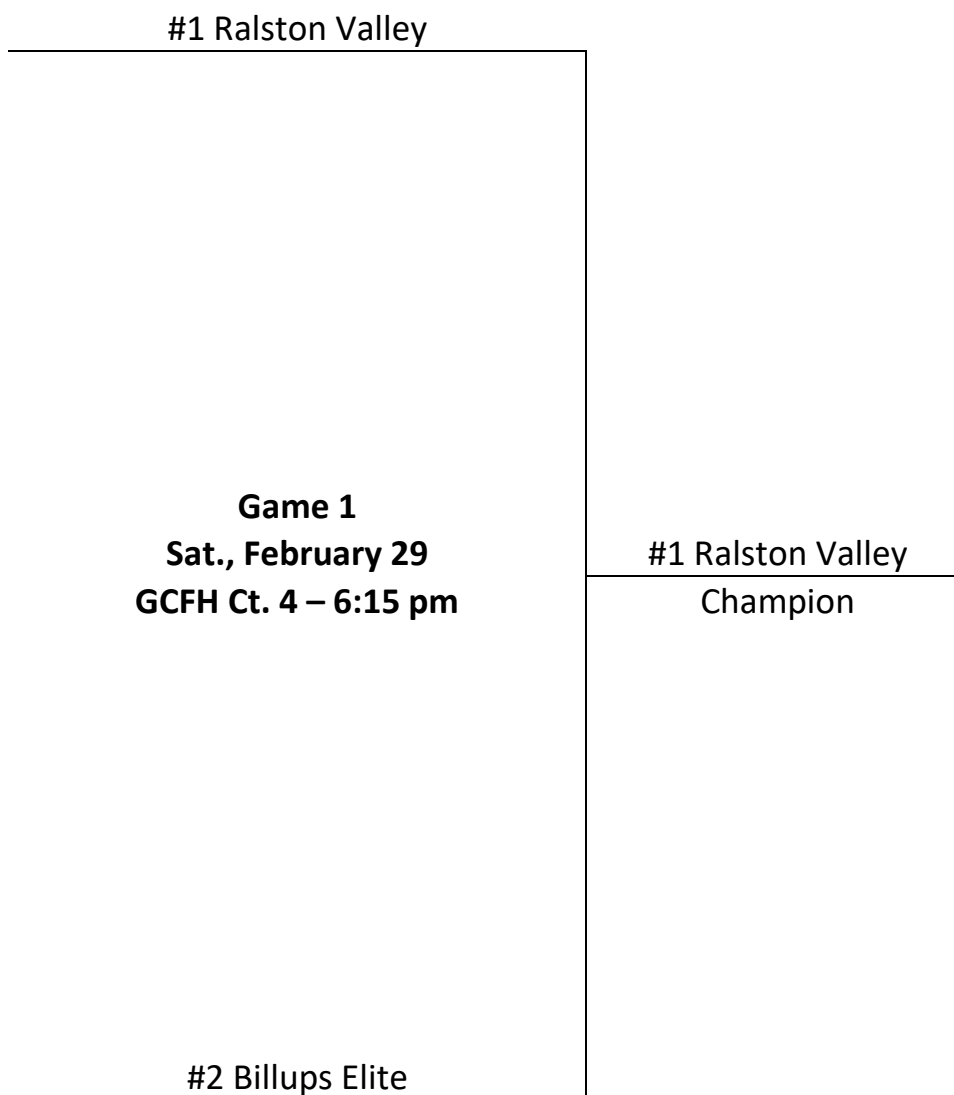 #1 Ralston Valley
Game 1
Sat., February 29
GCFH Ct. 4 – 6:15 pm
#1 Ralston Valley
Champion
#2 Billups Elite